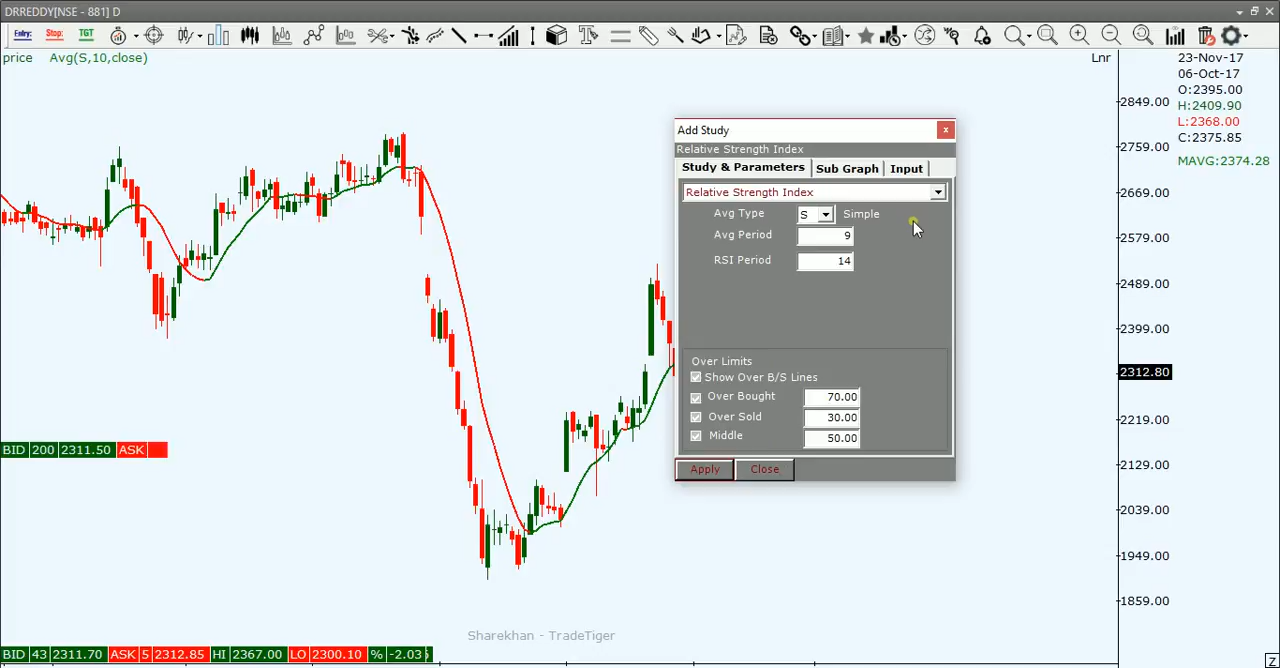 DRREDDY[NSE - 881] D
Entry: Stop: TGT
price Avg(S,10,close)
Lnr
23-Nov-17
06-Oct-17
O:2395.00
H:2409.90
L:2368.00
C:2375.85
MAVG:2374.28
2849.00
2759.00
2669.00
2579.00
2489.00
2399.00
2312.80
2219.00
2129.00
2039.00
1949.00
1859.00
Add Study
Relative Strength Index
Study & Parameters Sub Graph Input
Relative Strength Index
Avg Type S Simple
Avg Period 9
RSI Period 14
Over Limits
Show Over B/S Lines
Over Bought 70.00
Over Sold 30.00
Middle 50.00
Apply Close
BID 200 2311.50 ASK
Sharekhan - TradeTiger
BID 43 2311.70 ASK 5 2312.85 HI 2367.00 LO 2300.10 % -2.03
Z